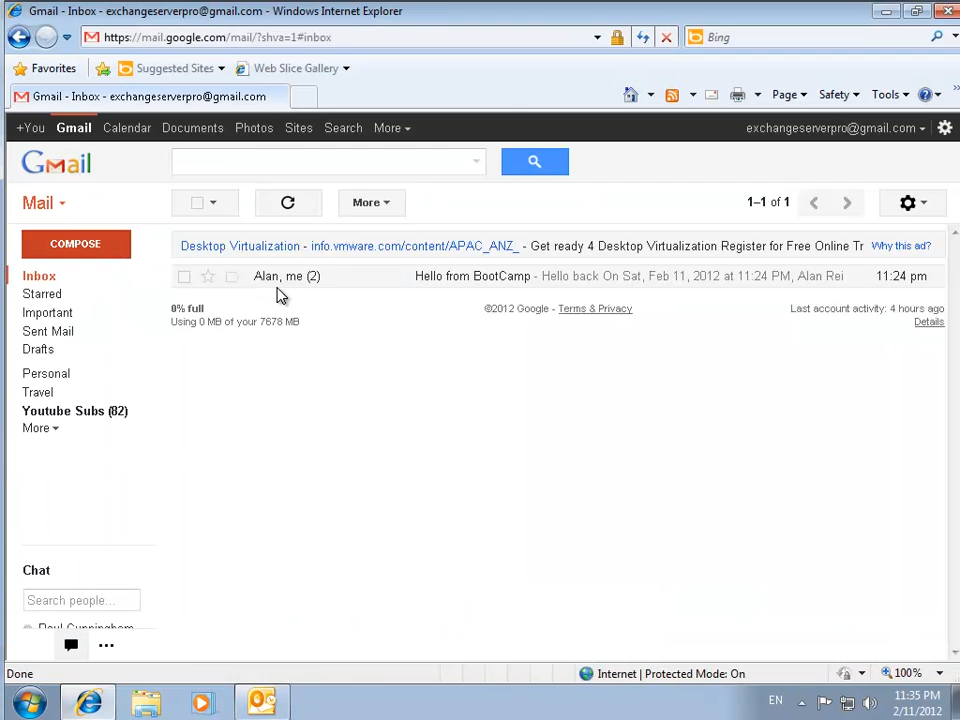 Gmail - Inbox - exchangeserverpro@gmail.com - Windows Internet Explorer
https://mail.google.com/mail/?shva=1#inbox
Bing
Favorites
Suggested Sites
Web Slice Gallery
Gmail - Inbox - exchangeserverpro@gmail.com
Page
Safety
Tools
+You Gmail Calendar Documents Photos Sites Search More
exchangeserverpro@gmail.com
Gmail
Mail
More
1–1 of 1
COMPOSE
Desktop Virtualization - info.vmware.com/content/APAC_ANZ_ - Get ready 4 Desktop Virtualization Register for Free Online Tr
Why this ad?
Inbox
Alan, me (2)
Hello from BootCamp - Hello back On Sat, Feb 11, 2012 at 11:24 PM, Alan Rei
11:24 pm
Starred
Important
Sent Mail
Drafts
Personal
Travel
Youtube Subs (82)
More
0% full
Using 0 MB of your 7678 MB
©2012 Google - Terms & Privacy
Last account activity: 4 hours ago
Details
Chat
Search people...
Paul Cunningham
Done
Internet | Protected Mode: On
100%
EN
11:35 PM
2/11/2012